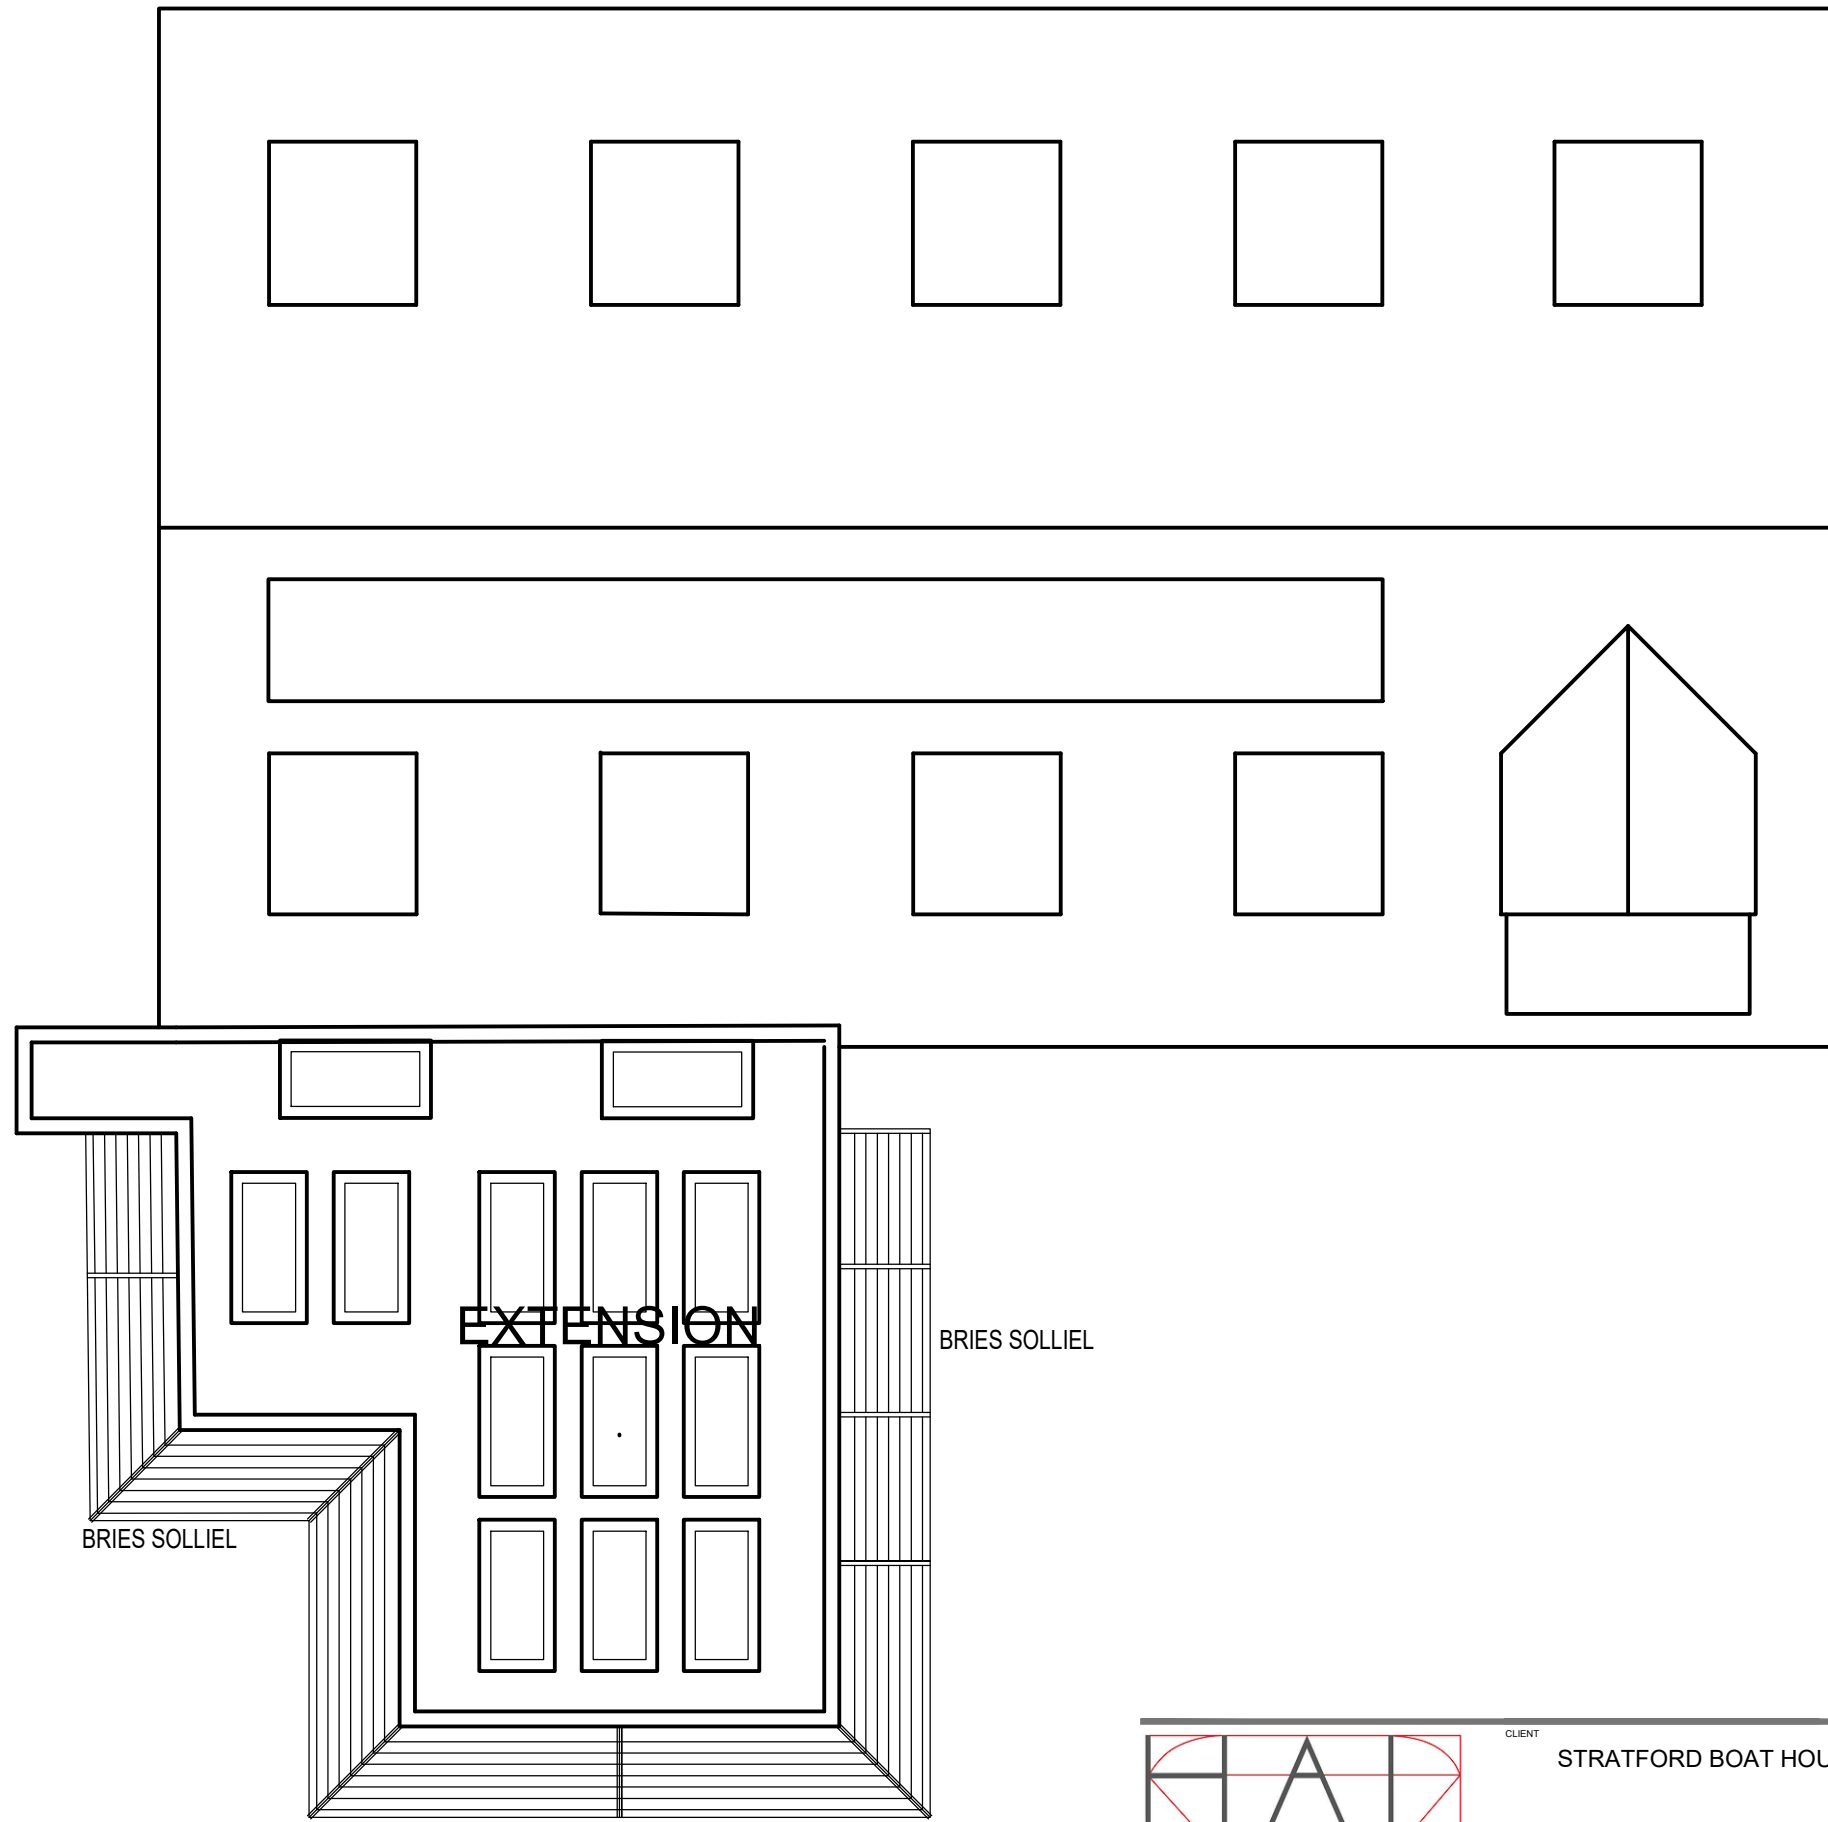 EXTENSION
BRIES SOLLIEL
BRIES SOLLIEL
CLIENT
STRATFORD BOAT HOU